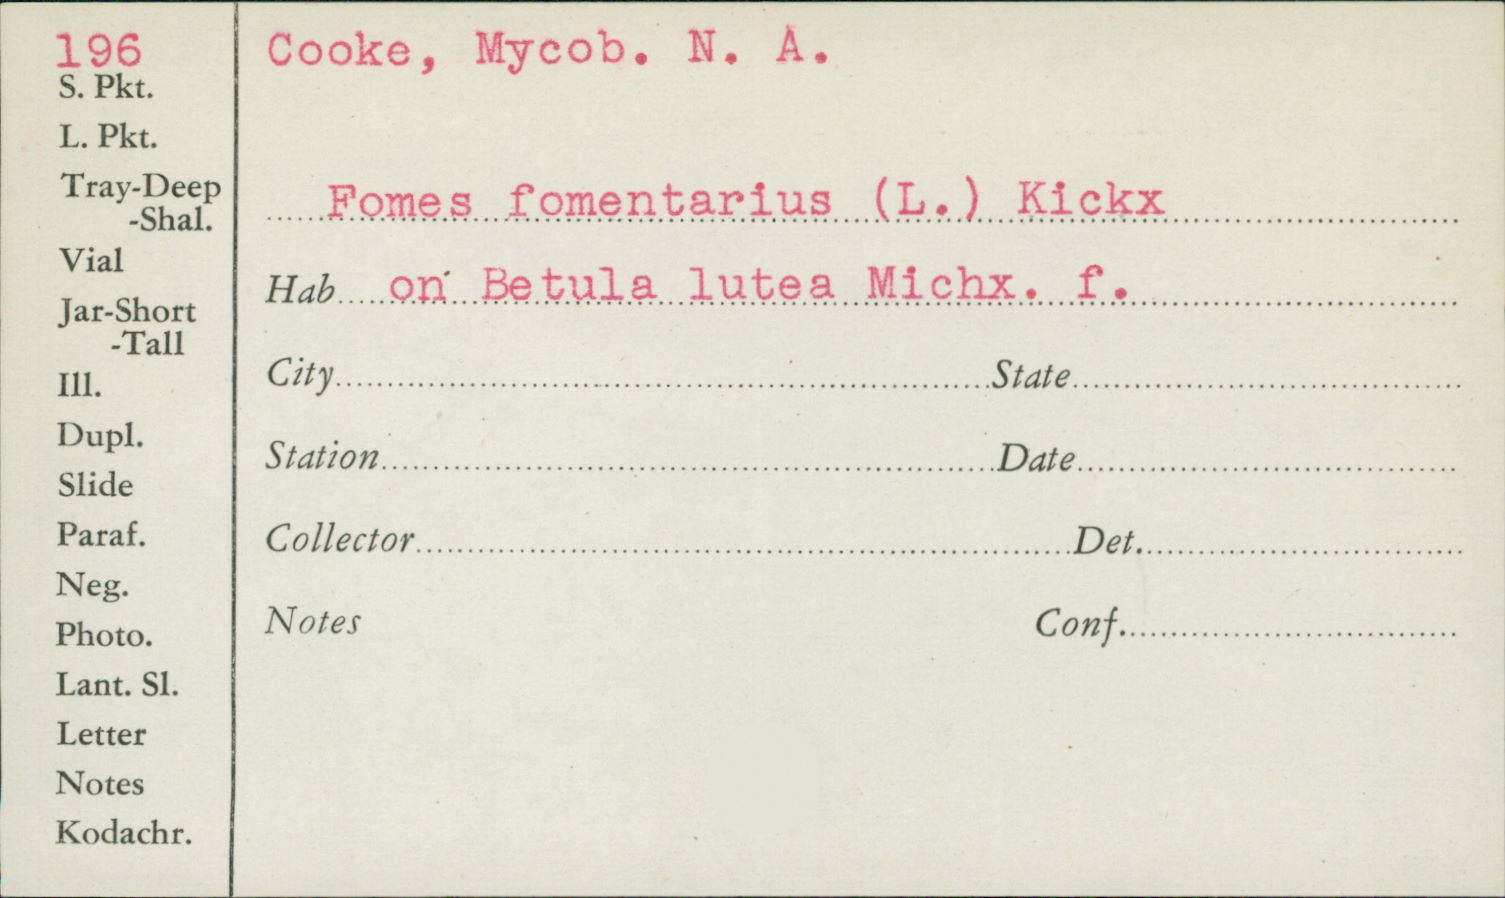 196
S. Pkt.
L. Pkt.
Tray-Deep
-Shal.
Vial
Jar-Short
-Tall
Ill.
Dupl.
Slide
Paraf.
Neg.
Photo.
Lant. Sl.
Letter
Notes
Kodachr.
Cooke, Mycob. N. A.
Fomes fomentarius (L.) Kickx
Hab on Betula lutea Michx. f.
City State
Station Date
Collector Det.
Notes Conf.